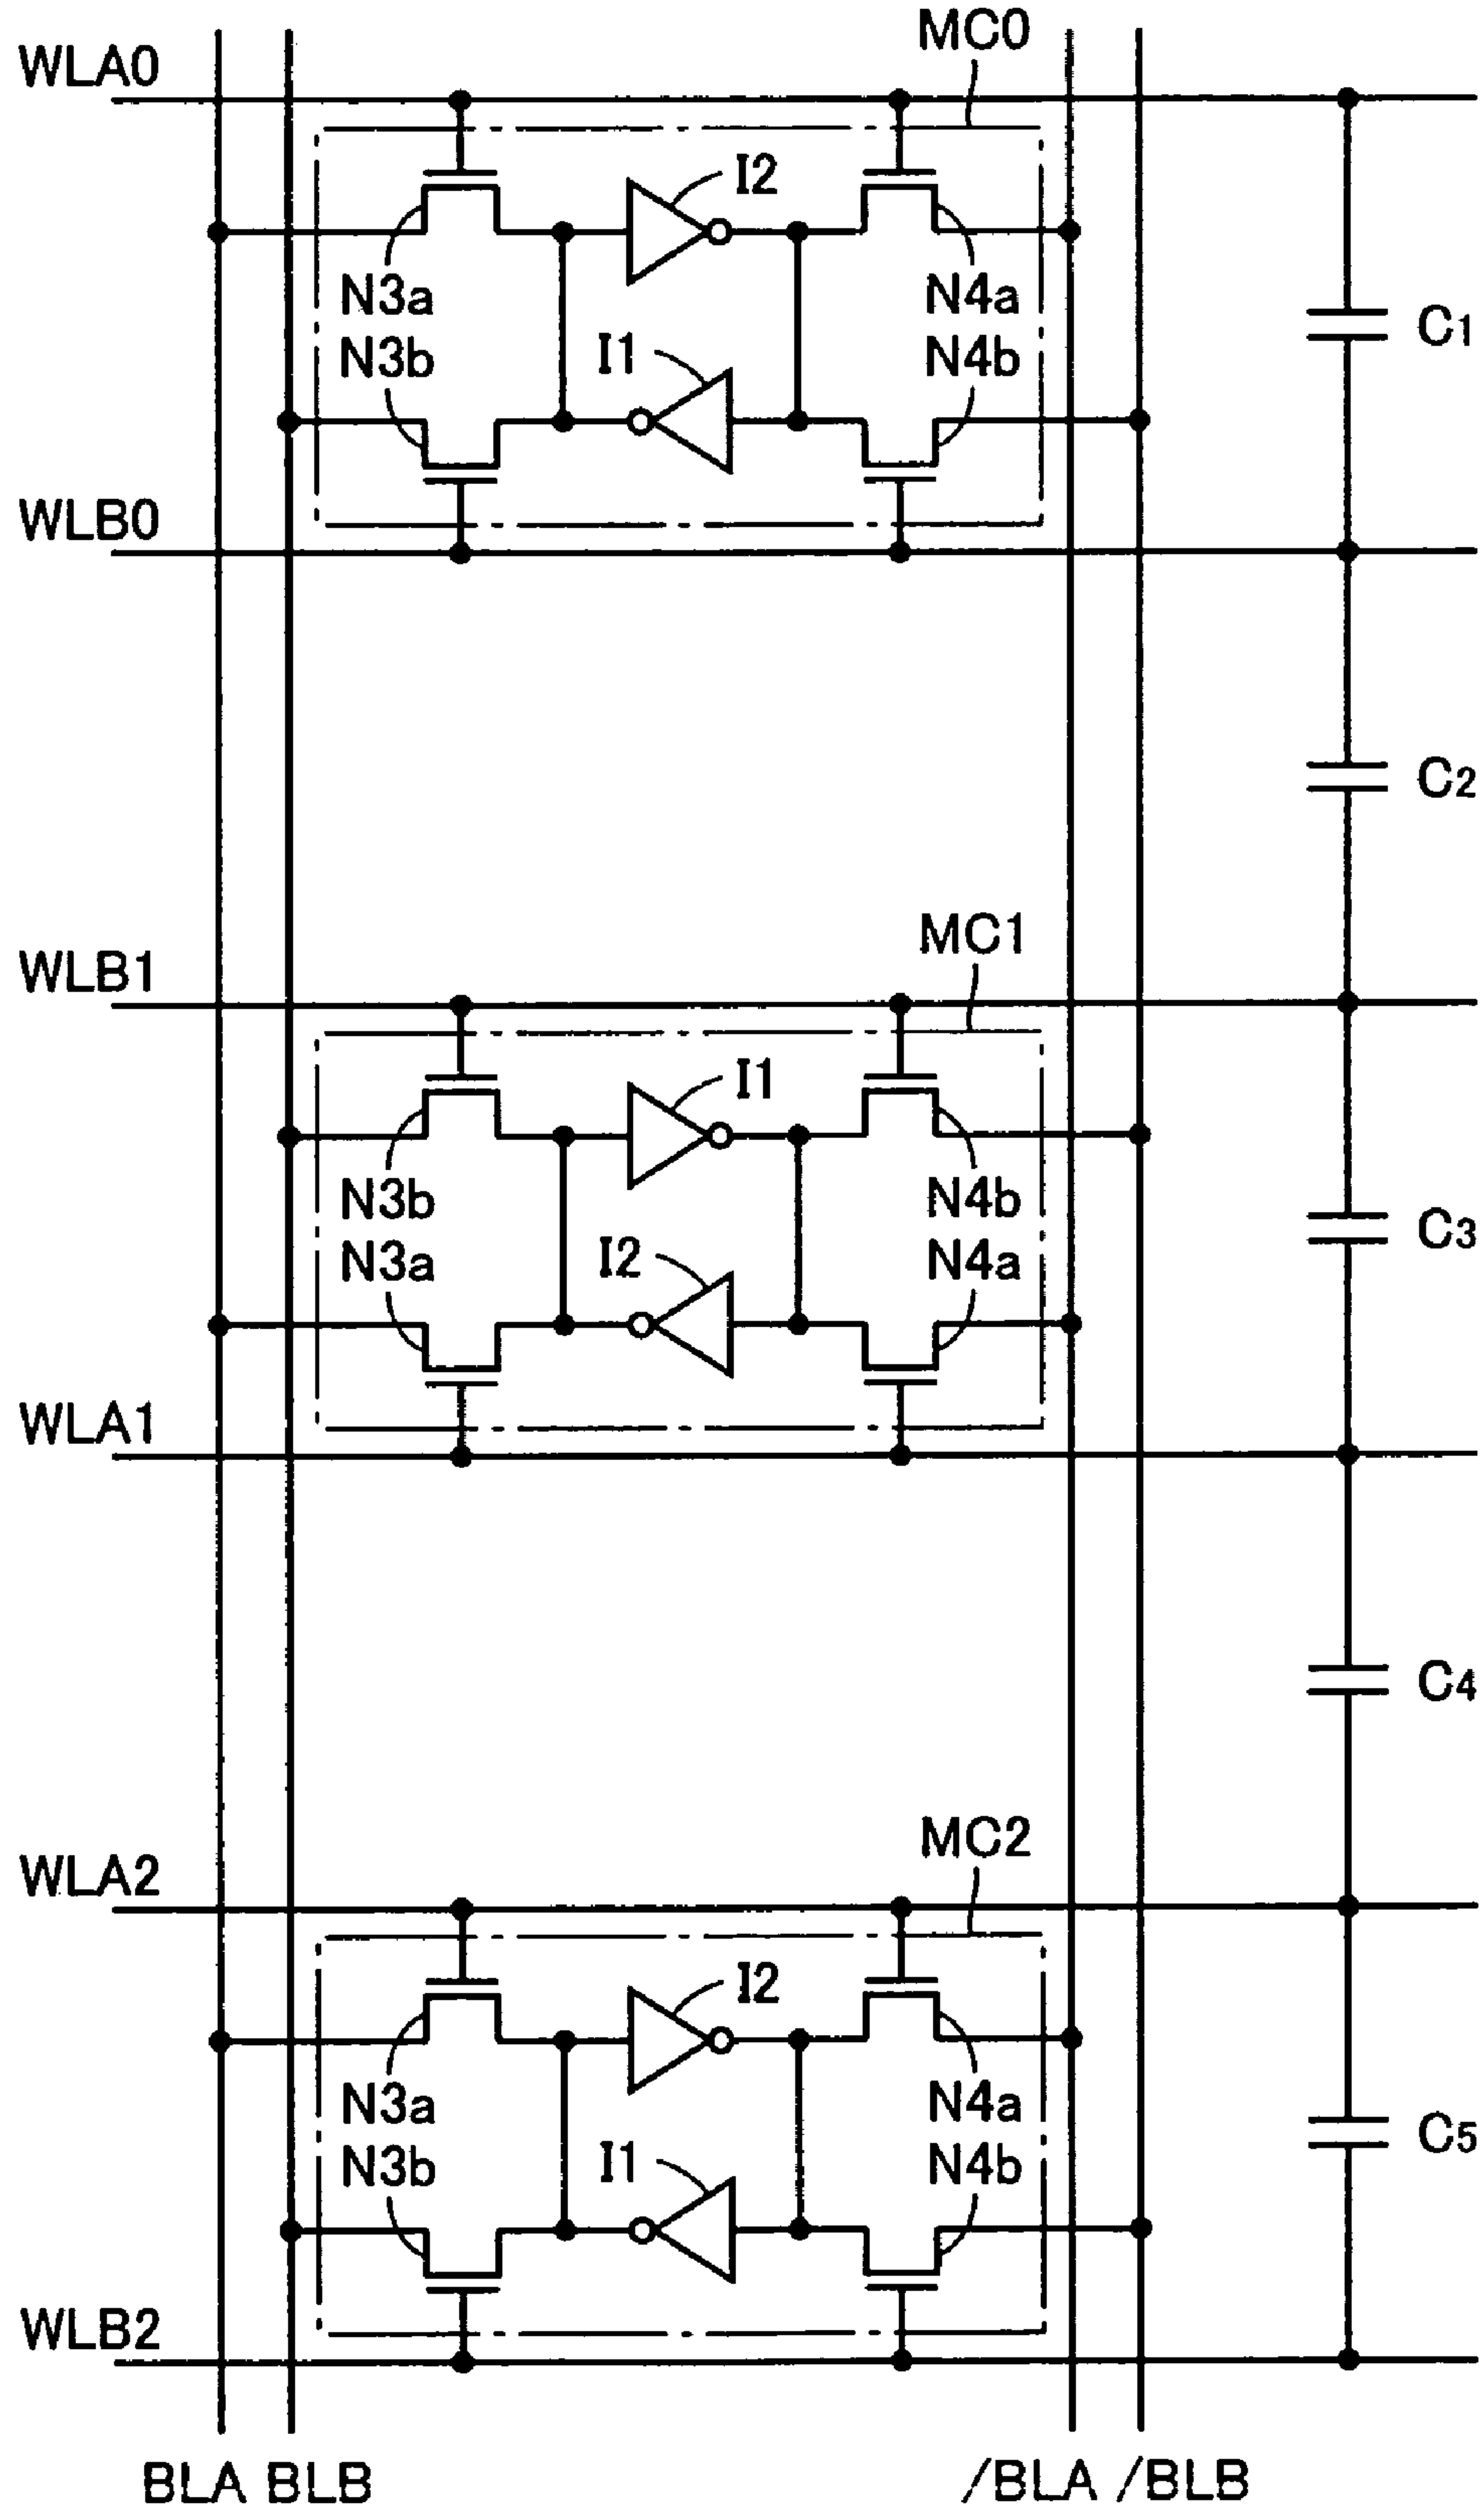 MC0
WLA0
I2
N3a N4a
C1
N3b I1 N4b
WLB0
C2
MC1
WLB1
I1
N3b N4b
C3
N3a I2 N4a
WLA1
C4
MC2
WLA2
I2
N3a N4a
C5
N3b I1 N4b
WLB2
BLA BLB /BLA /BLB